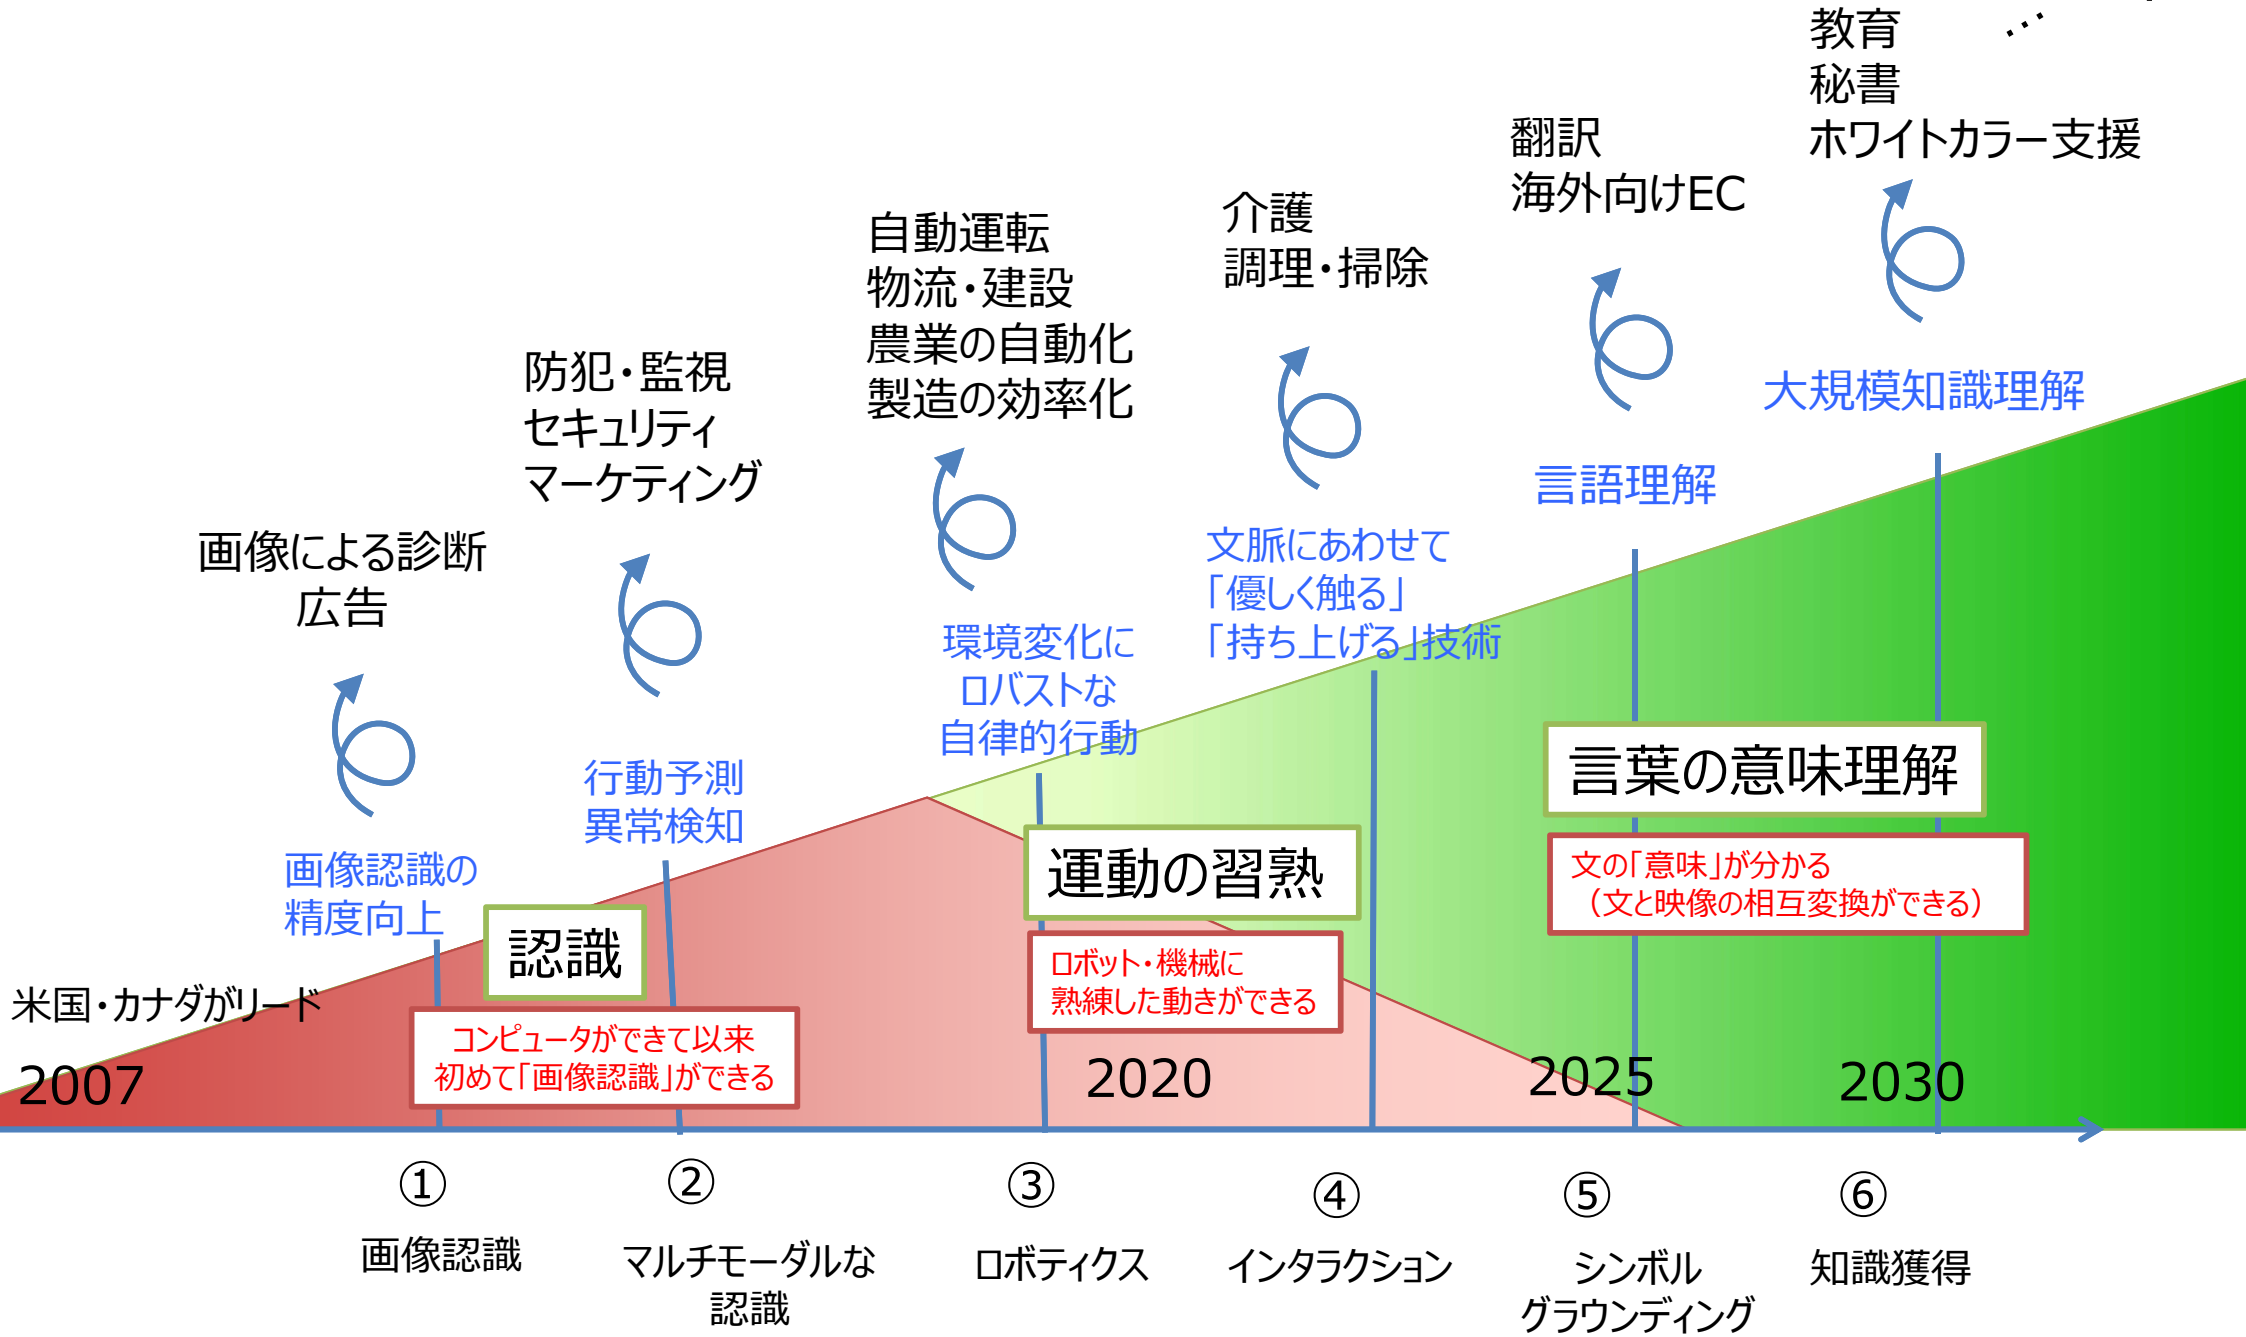 教育
秘書
ホワイトカラー支援
…
翻訳
海外向けEC
介護
調理・掃除
自動運転
物流・建設
農業の自動化
製造の効率化
防犯・監視
セキュリティ
マーケティング
画像による診断
広告
大規模知識理解
言語理解
文脈にあわせて
「優しく触る」
「持ち上げる」技術
環境変化に
ロバストな
自律的行動
行動予測
異常検知
画像認識の
精度向上
言葉の意味理解
文の「意味」が分かる
（文と映像の相互変換ができる）
運動の習熟
ロボット・機械に
熟練した動きができる
認識
コンピュータができて以来
初めて「画像認識」ができる
米国・カナダがリード
2007
2020
2025
2030
①
画像認識
②
マルチモーダルな
認識
③
ロボティクス
④
インタラクション
⑤
シンボル
グラウンディング
⑥
知識獲得